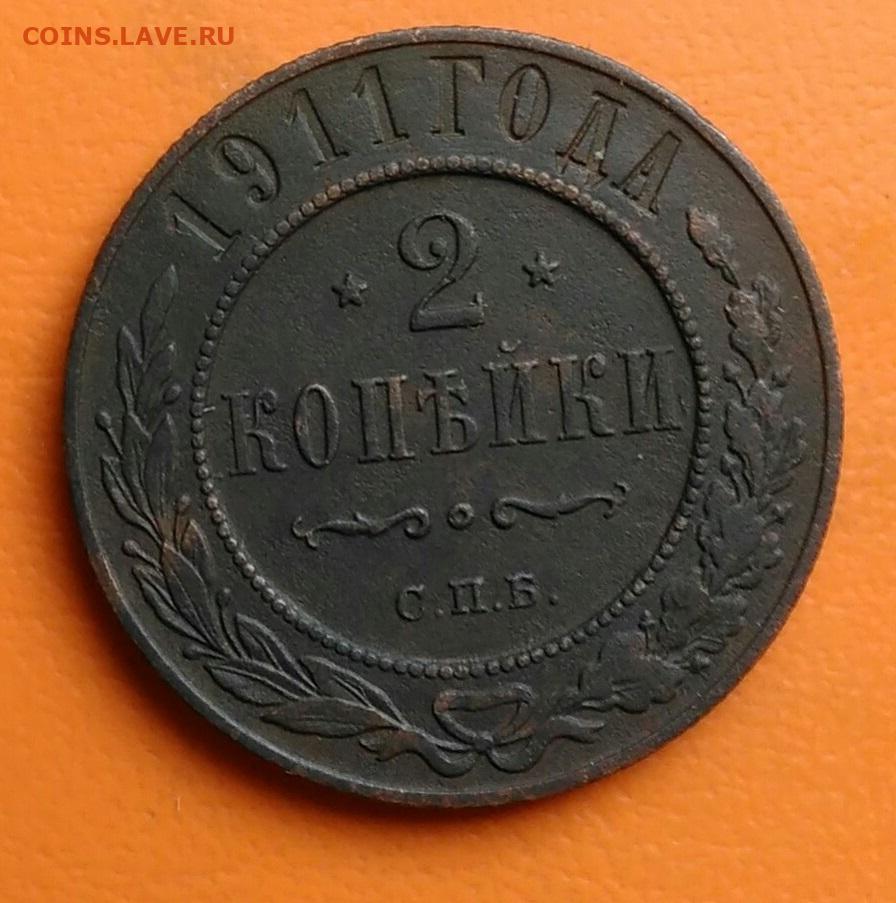 COINS.LAVE.RU
1911 ГОДА
2
КОПѢЙКИ
С.П.Б.